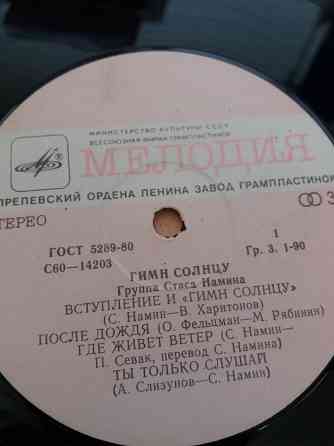 МИНИСТЕРСТВО КУЛЬТУРЫ СССР
ВСЕСОЮЗНАЯ ФИРМА ГРАМПЛАСТИНОК
МЕЛОДИЯ
ПРЕЛЕВСКИЙ ОРДЕНА ЛЕНИНА ЗАВОД ГРАМПЛАСТИНОК
СТЕРЕО
33
ГОСТ 5289-80
1
С60—14203
Гр. 3. 1-90
ГИМН СОЛНЦУ
Группа Стаса Намина
ВСТУПЛЕНИЕ И «ГИМН СОЛНЦУ»
(С. Намин—В. Харитонов)
ПОСЛЕ ДОЖДЯ (О. Фельцман—М. Рябинин)
ГДЕ ЖИВЕТ ВЕТЕР (С. Намин—
П. Севак, перевод С. Намина)
ТЫ ТОЛЬКО СЛУШАЙ
(А. Слизунов—С. Намин)